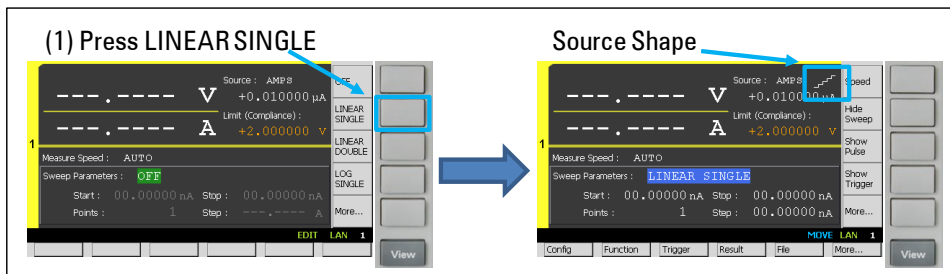 (1) Press LINEAR SINGLE
Source : AMPS
OFF
---.---- V
+0.010000 µA
Limit (Compliance) :
LINEAR
SINGLE
---.---- A
+2.000000 V
1
LINEAR
DOUBLE
Measure Speed : AUTO
Sweep Parameters : OFF
LOG
SINGLE
Start : 00.00000 nA Stop : 00.00000 nA
Points : 1 Step : ---.---- A
More...
EDIT LAN 1
View
Source Shape
Source : AMPS
Speed
---.---- V
+0.010000 µA
Limit (Compliance) :
Hide
Sweep
---.---- A
+2.000000 V
1
Show
Pulse
Measure Speed : AUTO
Sweep Parameters : LINEAR SINGLE
Show
Trigger
Start : 00.00000 nA Stop : 00.00000 nA
Points : 1 Step : 00.00000 nA
More...
MOVE LAN 1
Config Function Trigger Result File More...
View